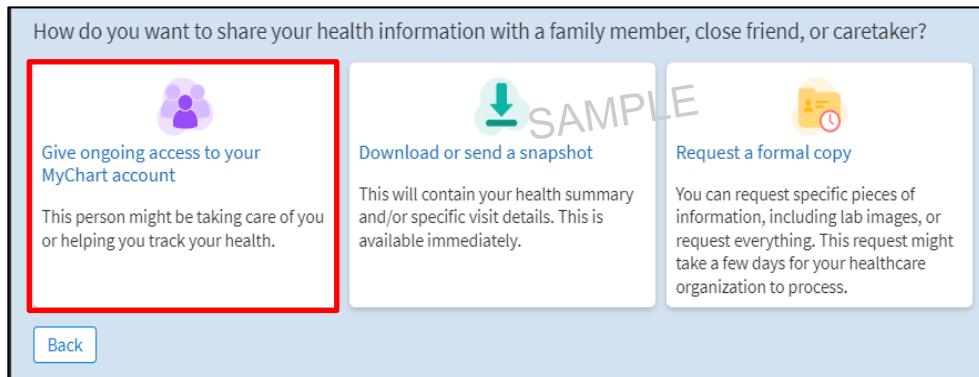 How do you want to share your health information with a family member, close friend, or caretaker?
Give ongoing access to your
MyChart account
This person might be taking care of you
or helping you track your health.
SAMPLE
Download or send a snapshot
This will contain your health summary
and/or specific visit details. This is
available immediately.
Request a formal copy
You can request specific pieces of
information, including lab images, or
request everything. This request might
take a few days for your healthcare
organization to process.
Back